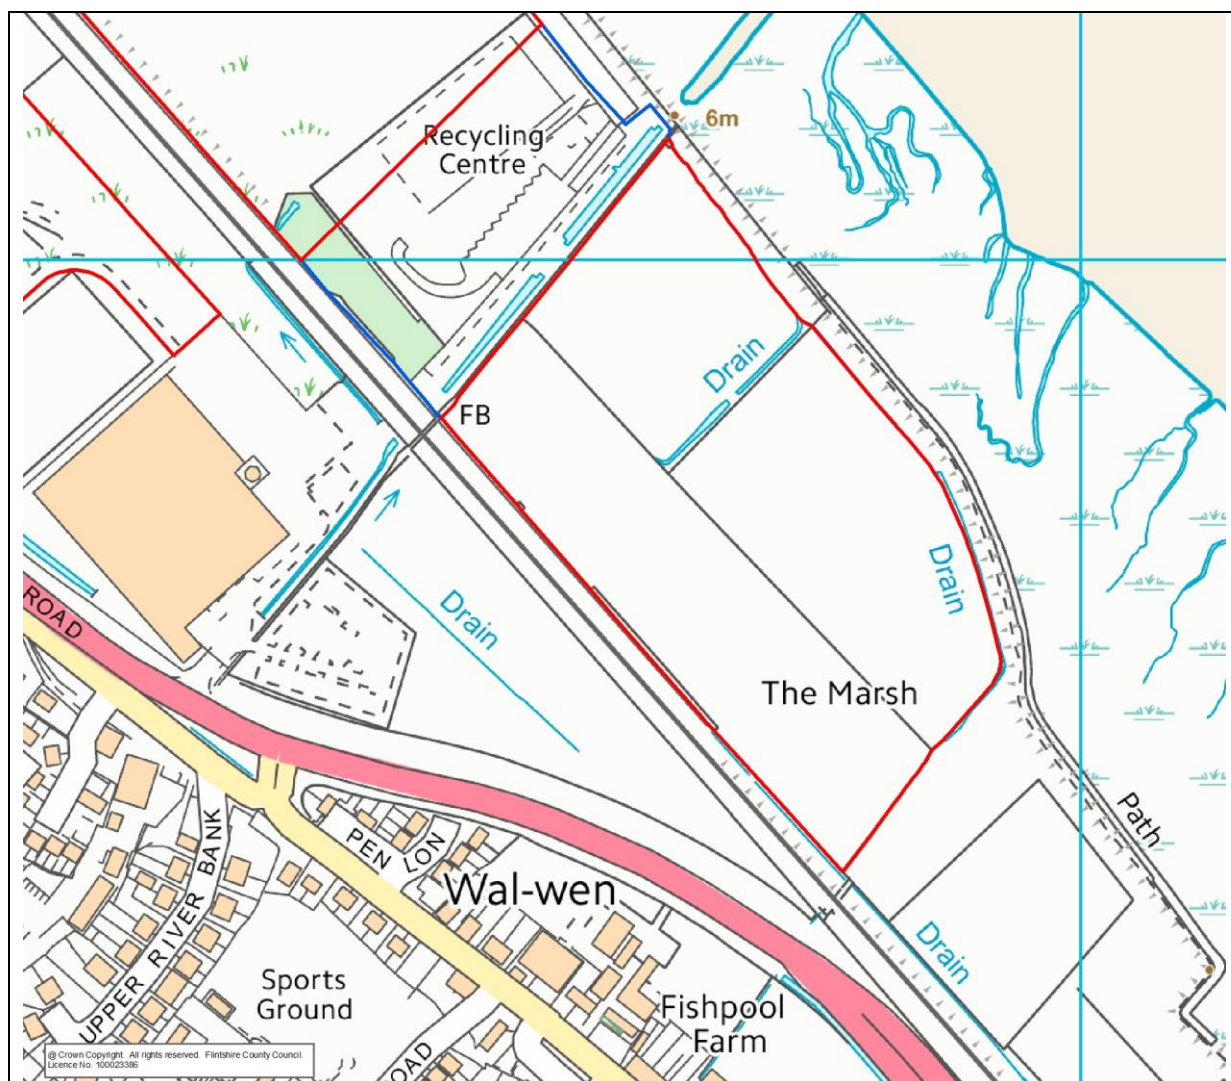 6m
Recycling
Centre
FB
Drain
Drain
Drain
ROAD
The Marsh
Path
PEN LON
Wal-wen
UPPER RIVER BANK
Sports
Ground
Fishpool
Farm
Drain
ROAD
@ Crown Copyright. All rights reserved. Flintshire County Council.
Licence No. 100023386